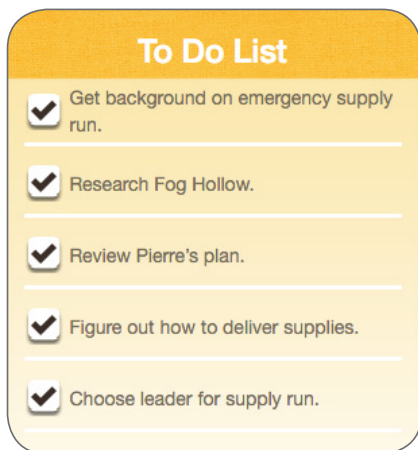 To Do List
Get background on emergency supply
run.
Research Fog Hollow.
Review Pierre's plan.
Figure out how to deliver supplies.
Choose leader for supply run.